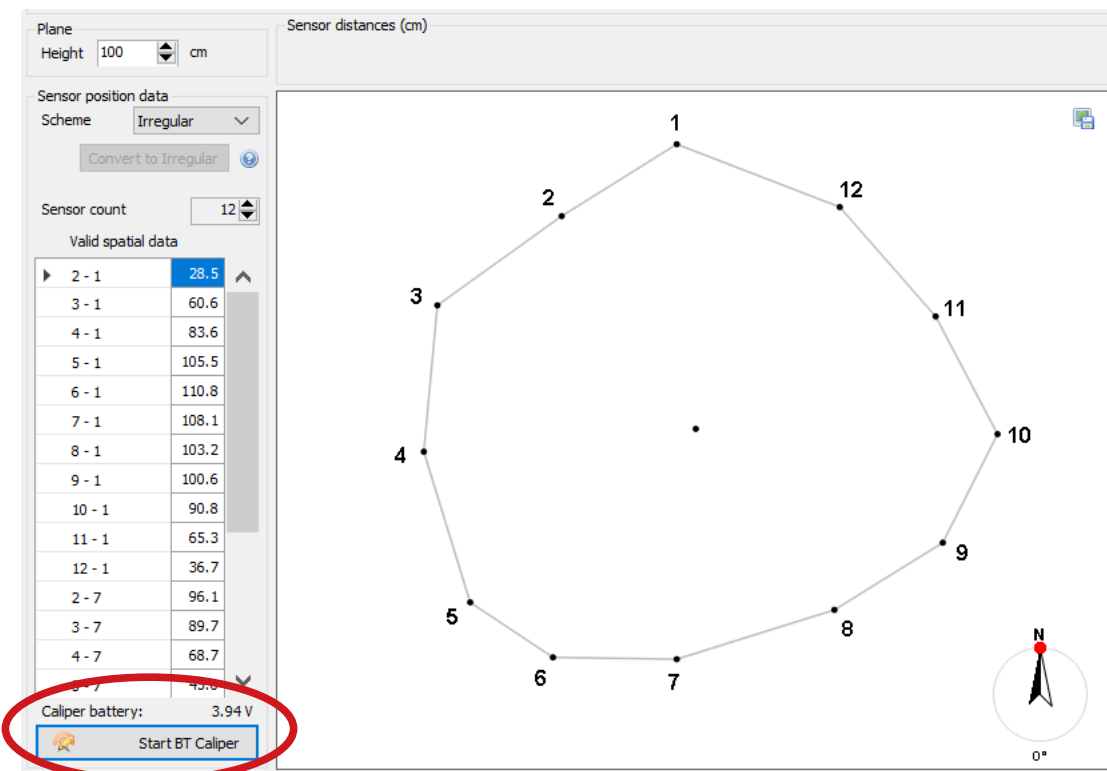 Plane
Height 100 cm
Sensor distances (cm)
Sensor position data
Scheme Irregular
Convert to Irregular
Sensor count 12
Valid spatial data
2 - 1 28.5
3 - 1 60.6
4 - 1 83.6
5 - 1 105.5
6 - 1 110.8
7 - 1 108.1
8 - 1 103.2
9 - 1 100.6
10 - 1 90.8
11 - 1 65.3
12 - 1 36.7
2 - 7 96.1
3 - 7 89.7
4 - 7 68.7
Caliper battery: 3.94 V
Start BT Caliper
1
12
2
3
11
10
4
9
5
8
6
7
N
0°